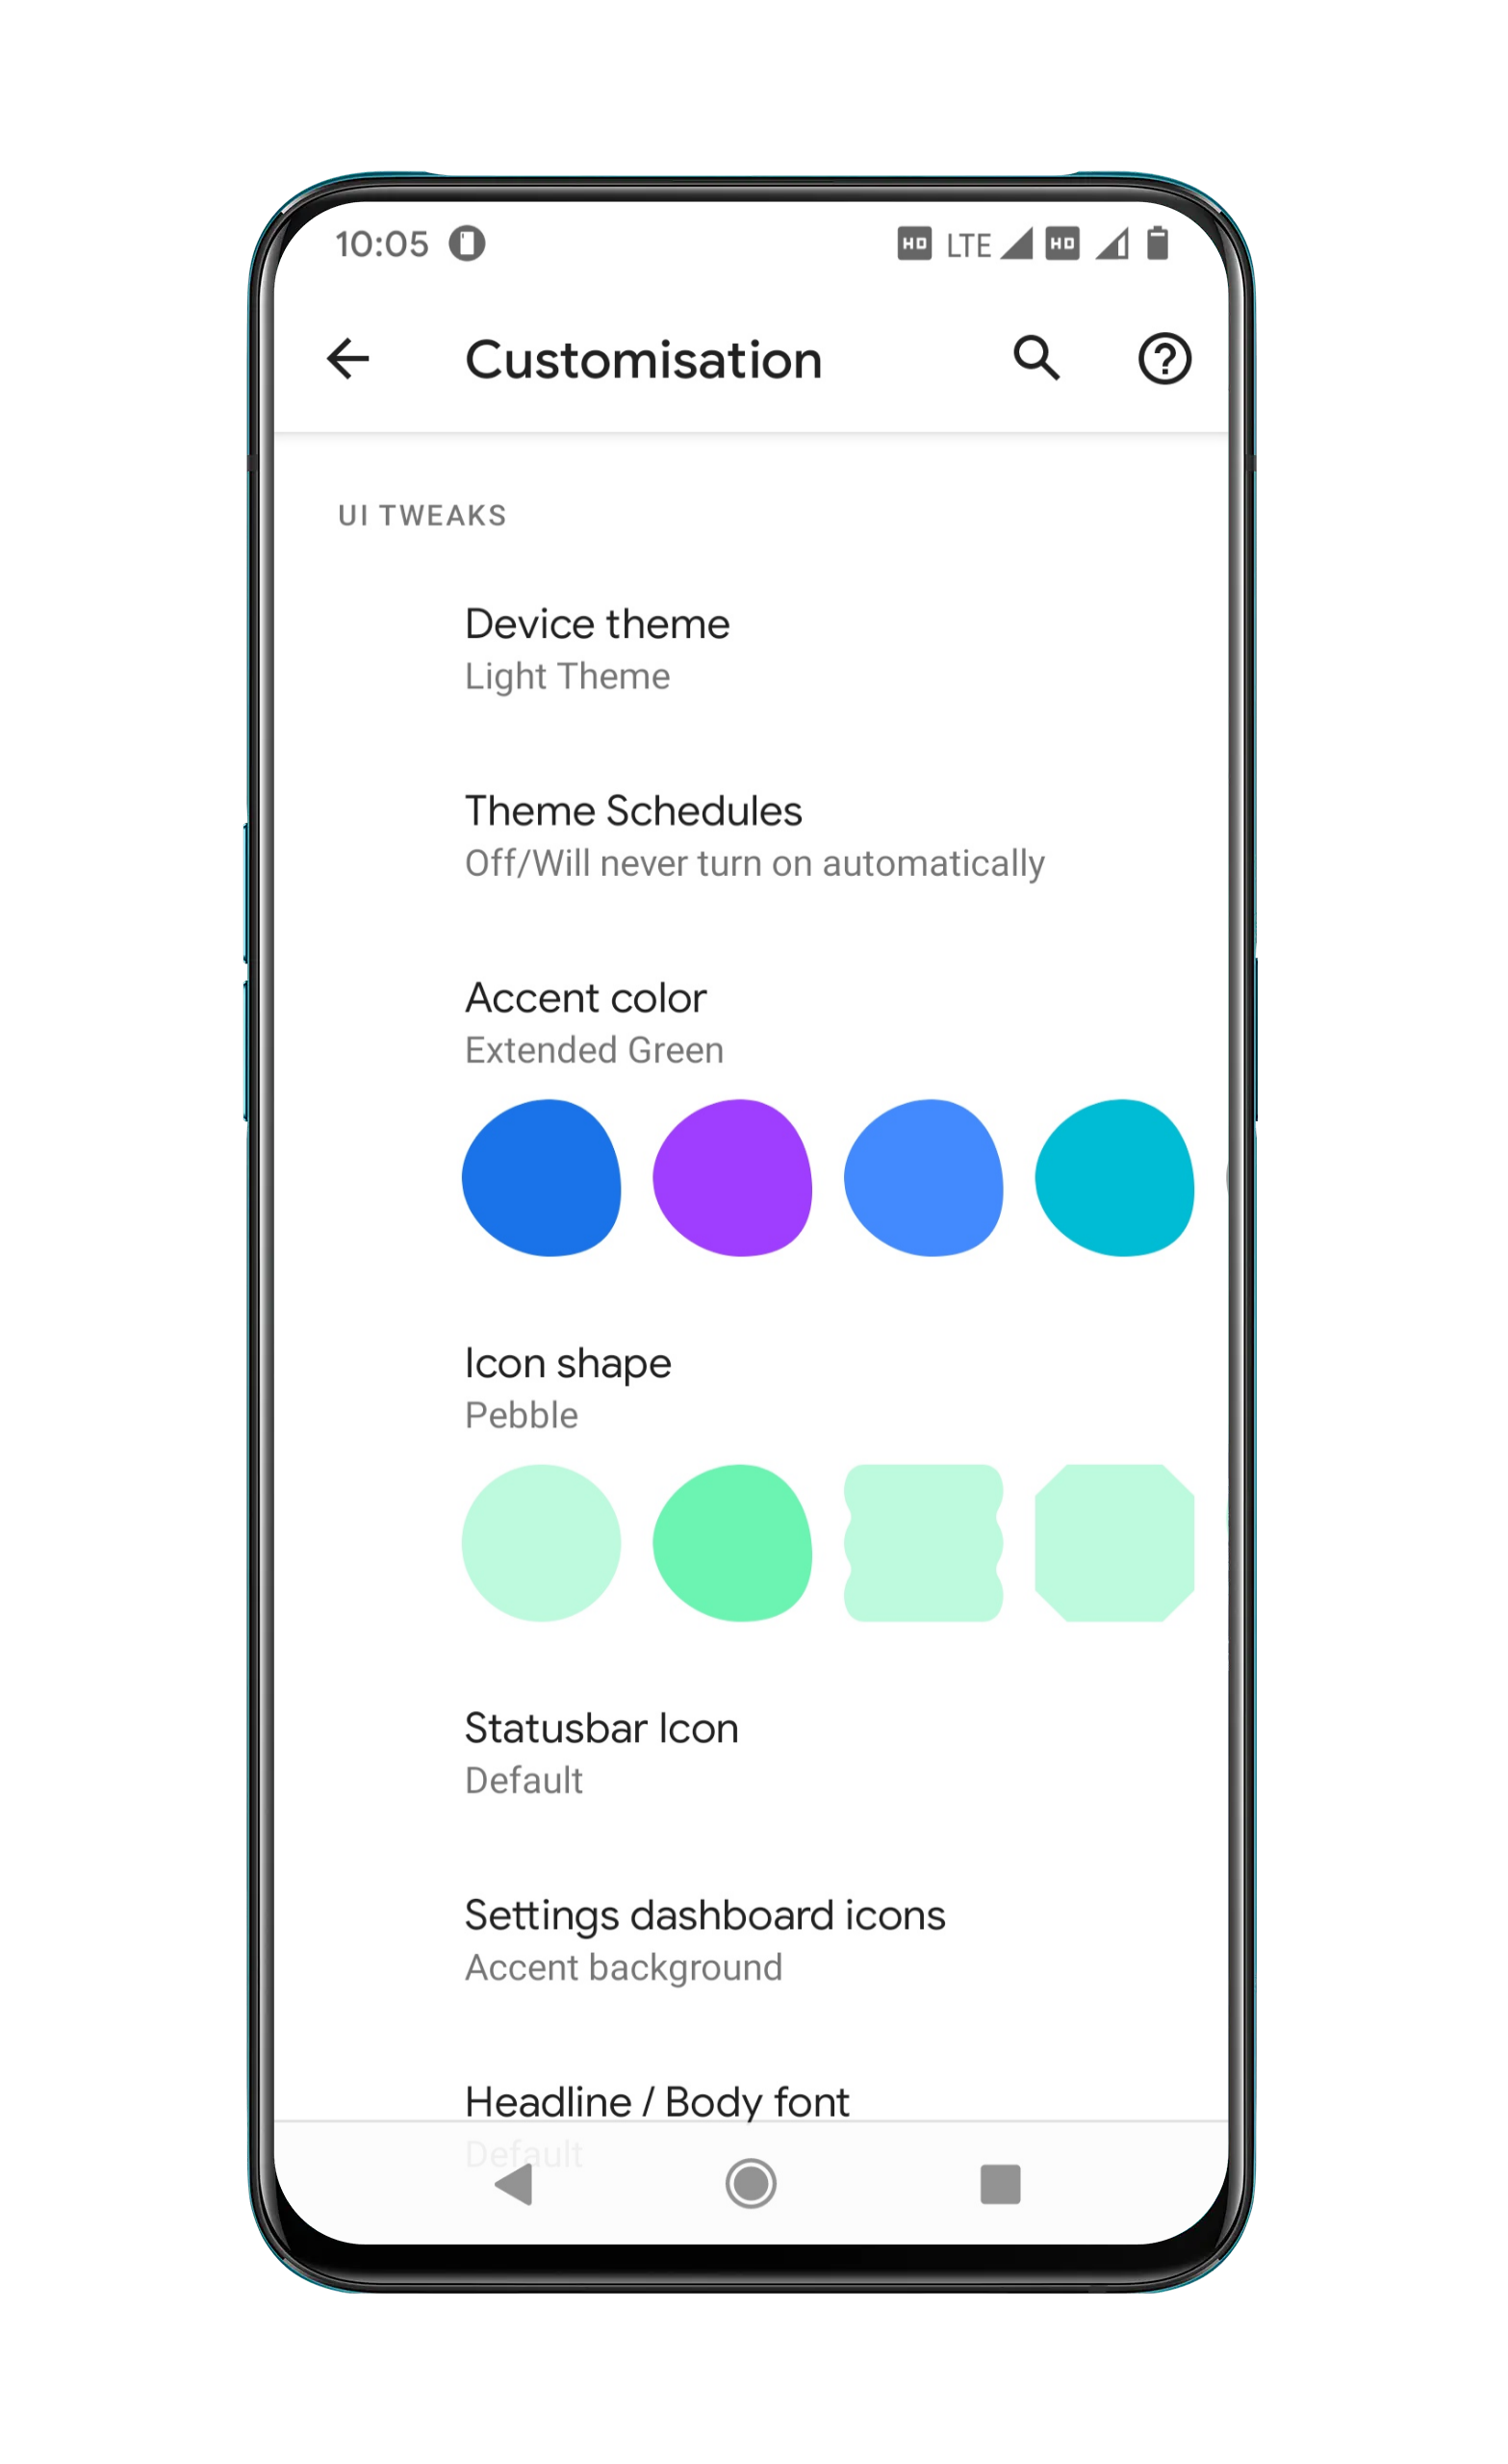 10:05 HD LTE HD
Customisation
UI TWEAKS
Device theme
Light Theme
Theme Schedules
Off/Will never turn on automatically
Accent color
Extended Green
Icon shape
Pebble
Statusbar Icon
Default
Settings dashboard icons
Accent background
Headline / Body font
Default